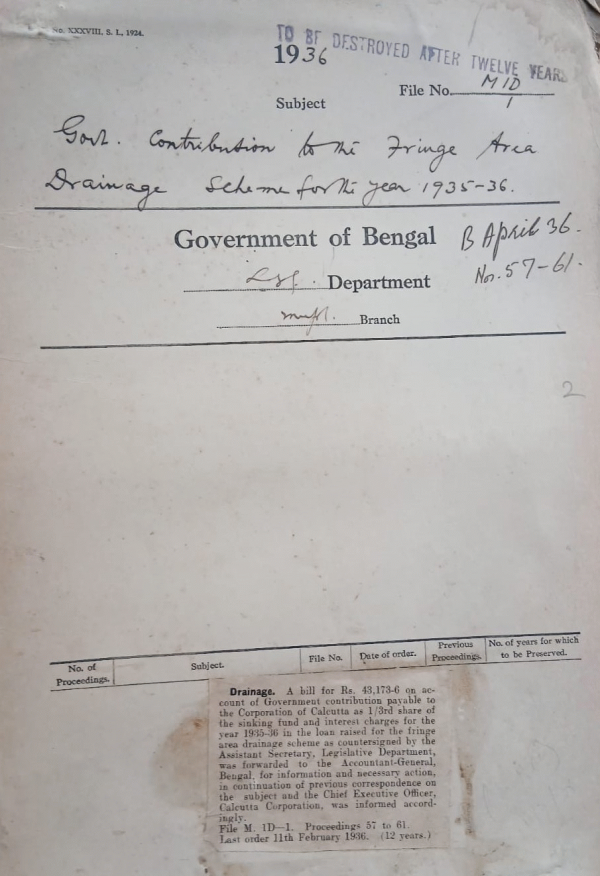 No. XXXVIII, S. L, 1924.
TO BE DESTROYED AFTER TWELVE YEARS
1936
File No. M 1D
1
Subject
Govt. Contribution to the Fringe Area
Drainage Scheme for the year 1935-36.
Government of Bengal
B April 36.
Nos. 57-61.
Department
Branch
2
No. of
Proceedings.
Subject.
File No.
Date of order.
Previous
Proceedings.
No. of years for which
to be Preserved.
Drainage. A bill for Rs. 43,173-6 on ac-
count of Government contribution payable to
the Corporation of Calcutta as 1/3rd share of
the sinking fund and interest charges for the
year 1935-36 in the loan raised for the fringe
area drainage scheme as countersigned by the
Assistant Secretary, Legislative Department,
was forwarded to the Accountant-General,
Bengal, for information and necessary action,
in continuation of previous correspondence on
the subject and the Chief Executive Officer,
Calcutta Corporation, was informed accord-
ingly.
File M. 1D—1. Proceedings 57 to 61.
Last order 11th February 1936. (12 years.)